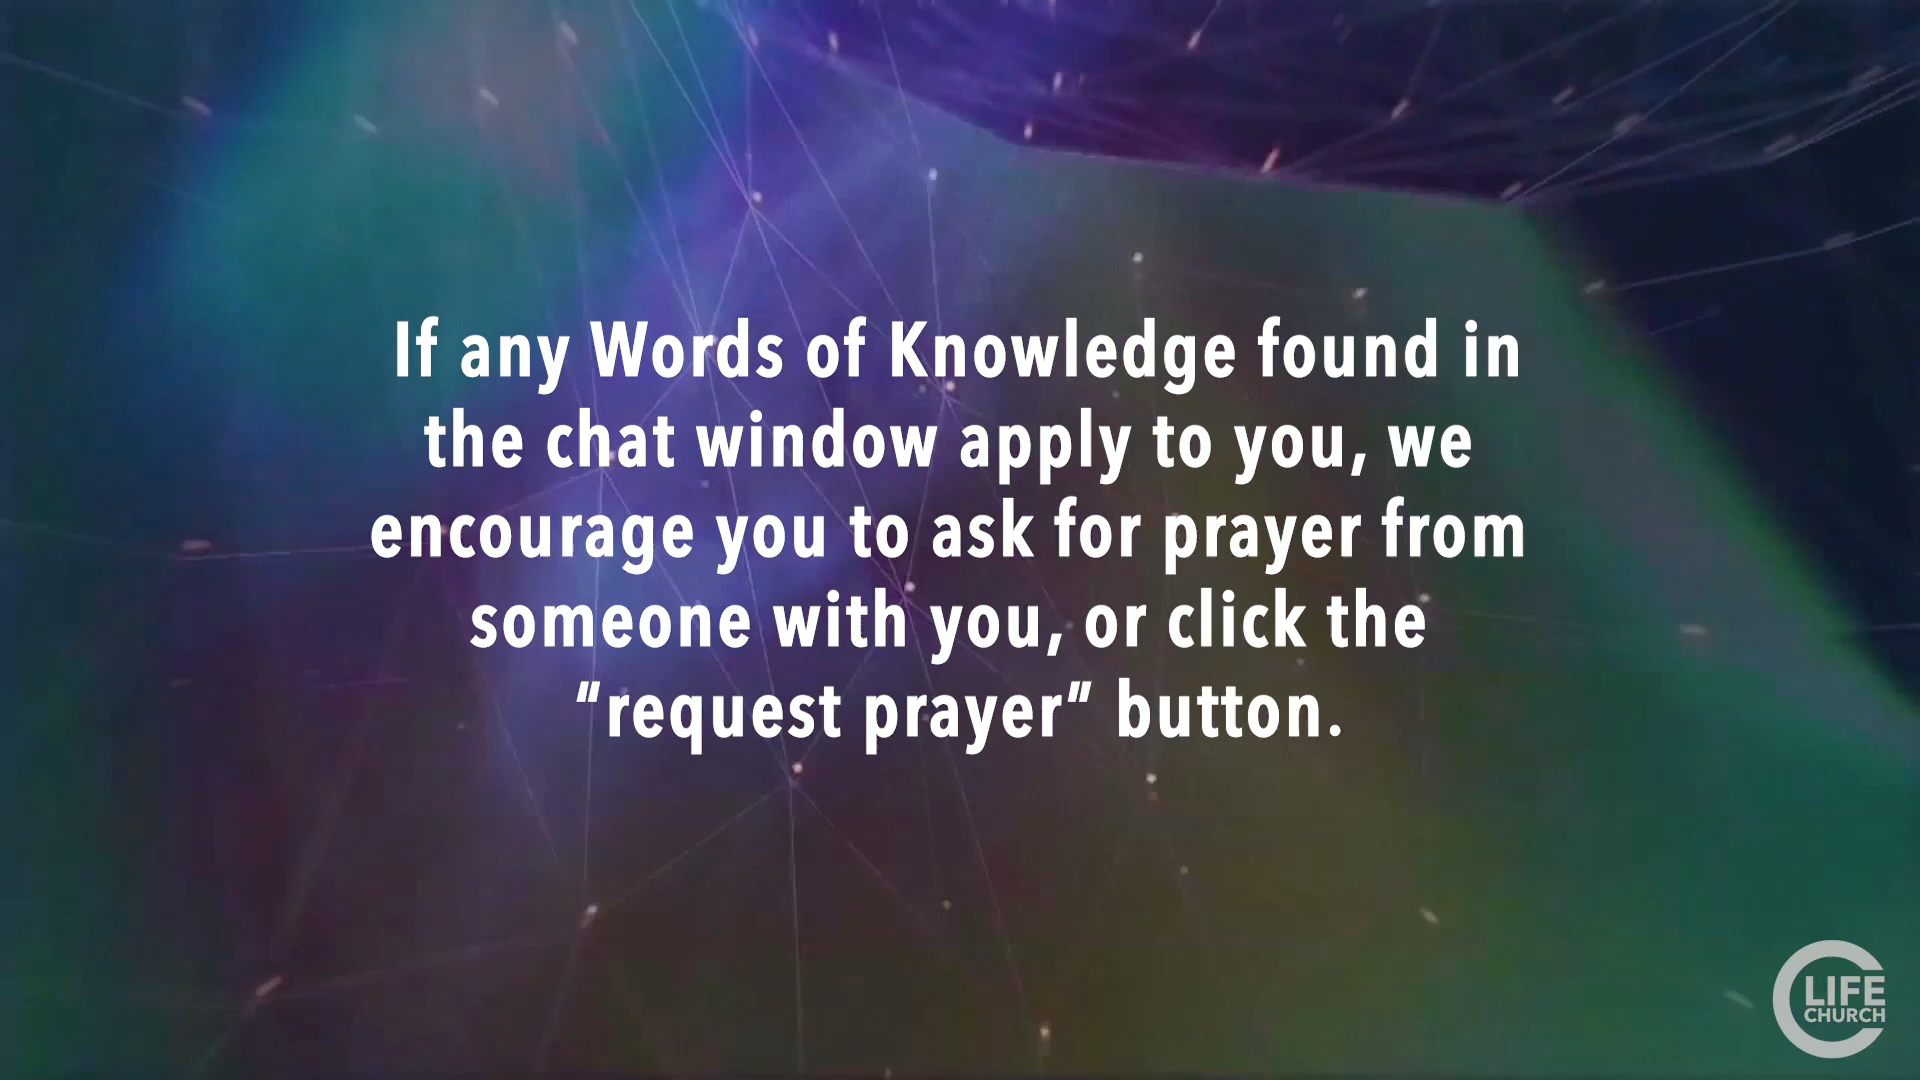 If any Words of Knowledge found in
the chat window apply to you, we
encourage you to ask for prayer from
someone with you, or click the
“request prayer” button.
LIFE
CHURCH